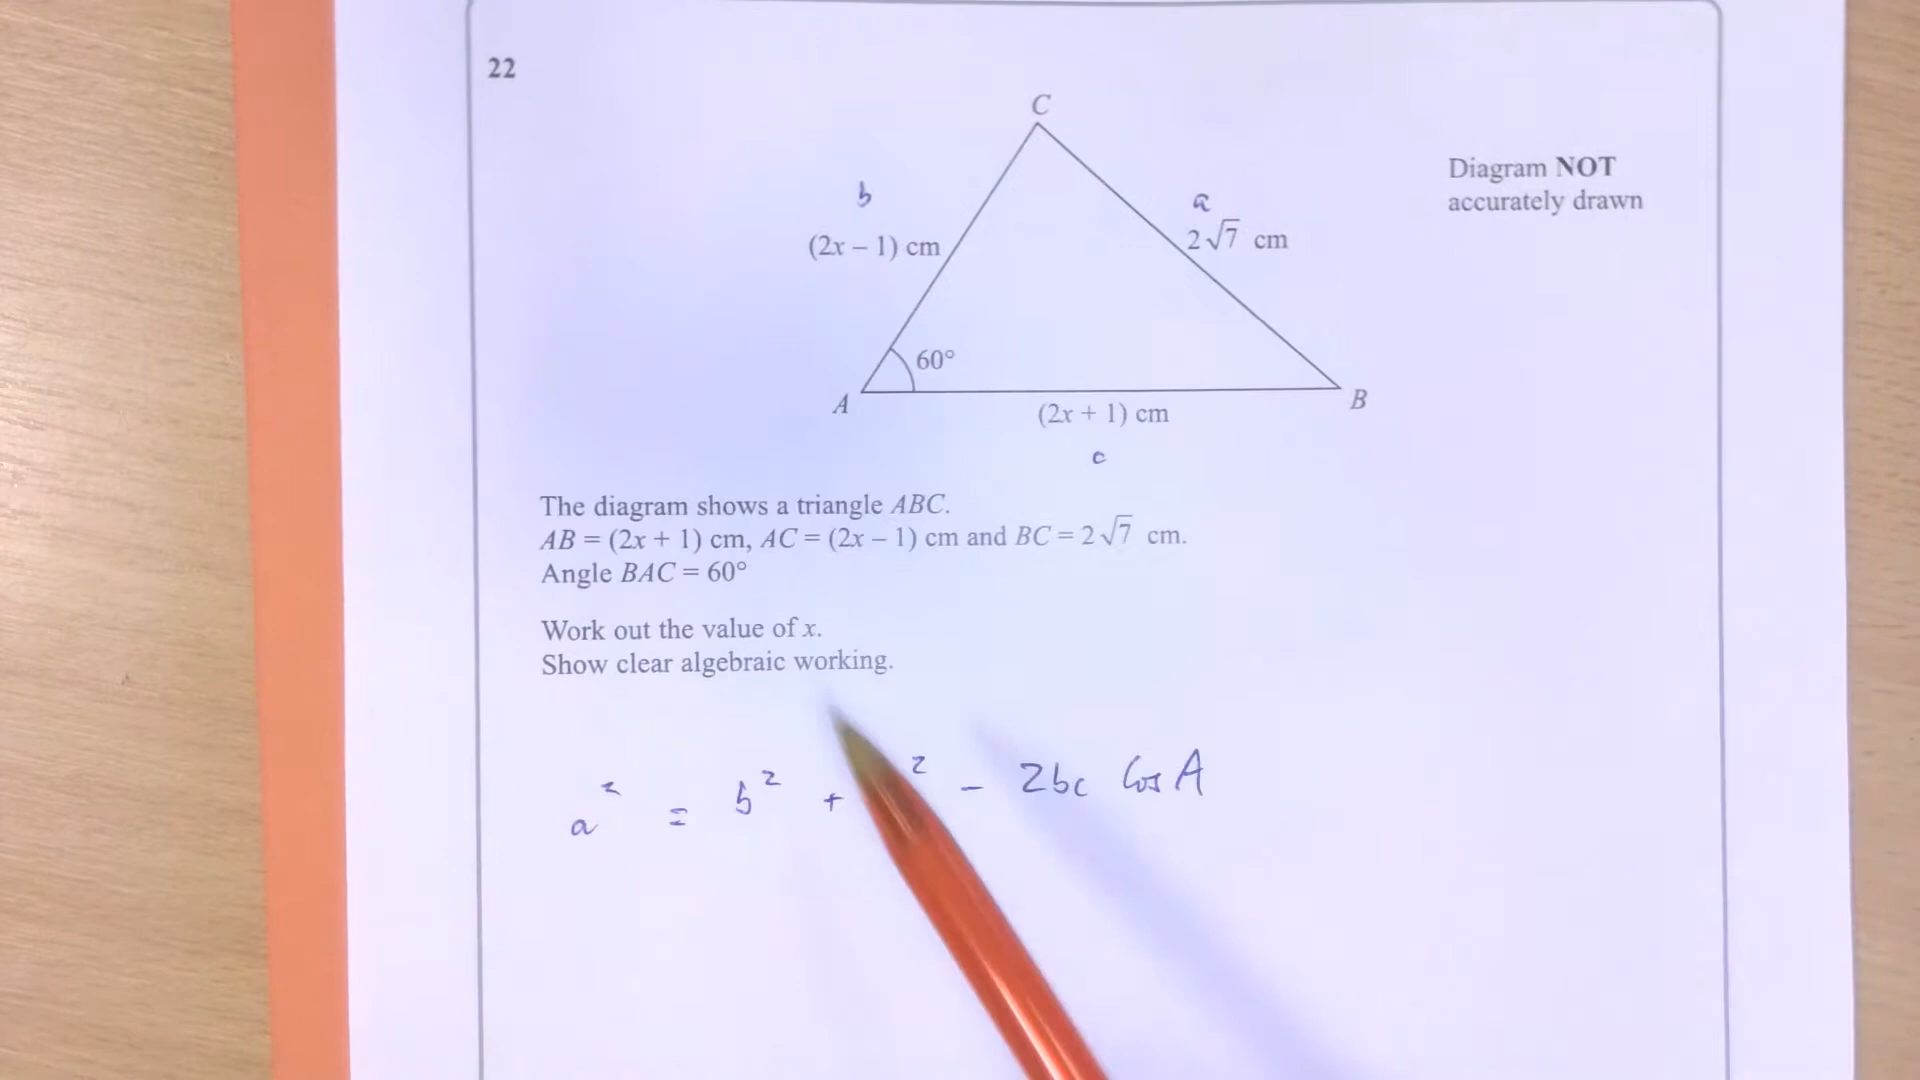 22
C
b
a
Diagram NOT
accurately drawn
(2x – 1) cm
2√7 cm
60°
A
B
(2x + 1) cm
c
The diagram shows a triangle ABC.
AB = (2x + 1) cm, AC = (2x – 1) cm and BC = 2√7 cm.
Angle BAC = 60°
Work out the value of x.
Show clear algebraic working.
a² = b² + ² – 2bc Cos A